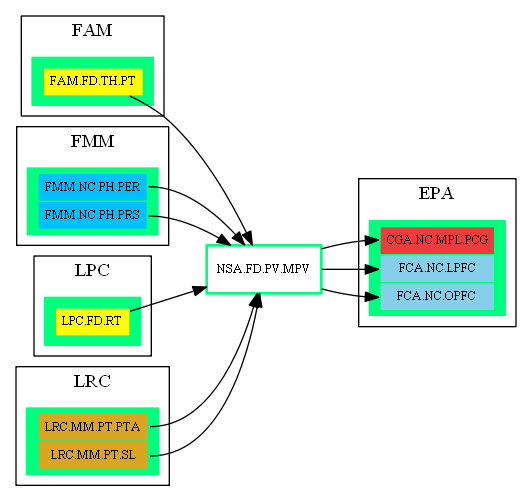 FAM
FAM.FD.TH.PT
FMM
FMM.NC.PH.PER
FMM.NC.PH.PRS
LPC
LPC.FD.RT
LRC
LRC.MM.PT.PTA
LRC.MM.PT.SL
NSA.FD.PV.MPV
EPA
CGA.NC.MPL.PCG
FCA.NC.LPFC
FCA.NC.OPFC